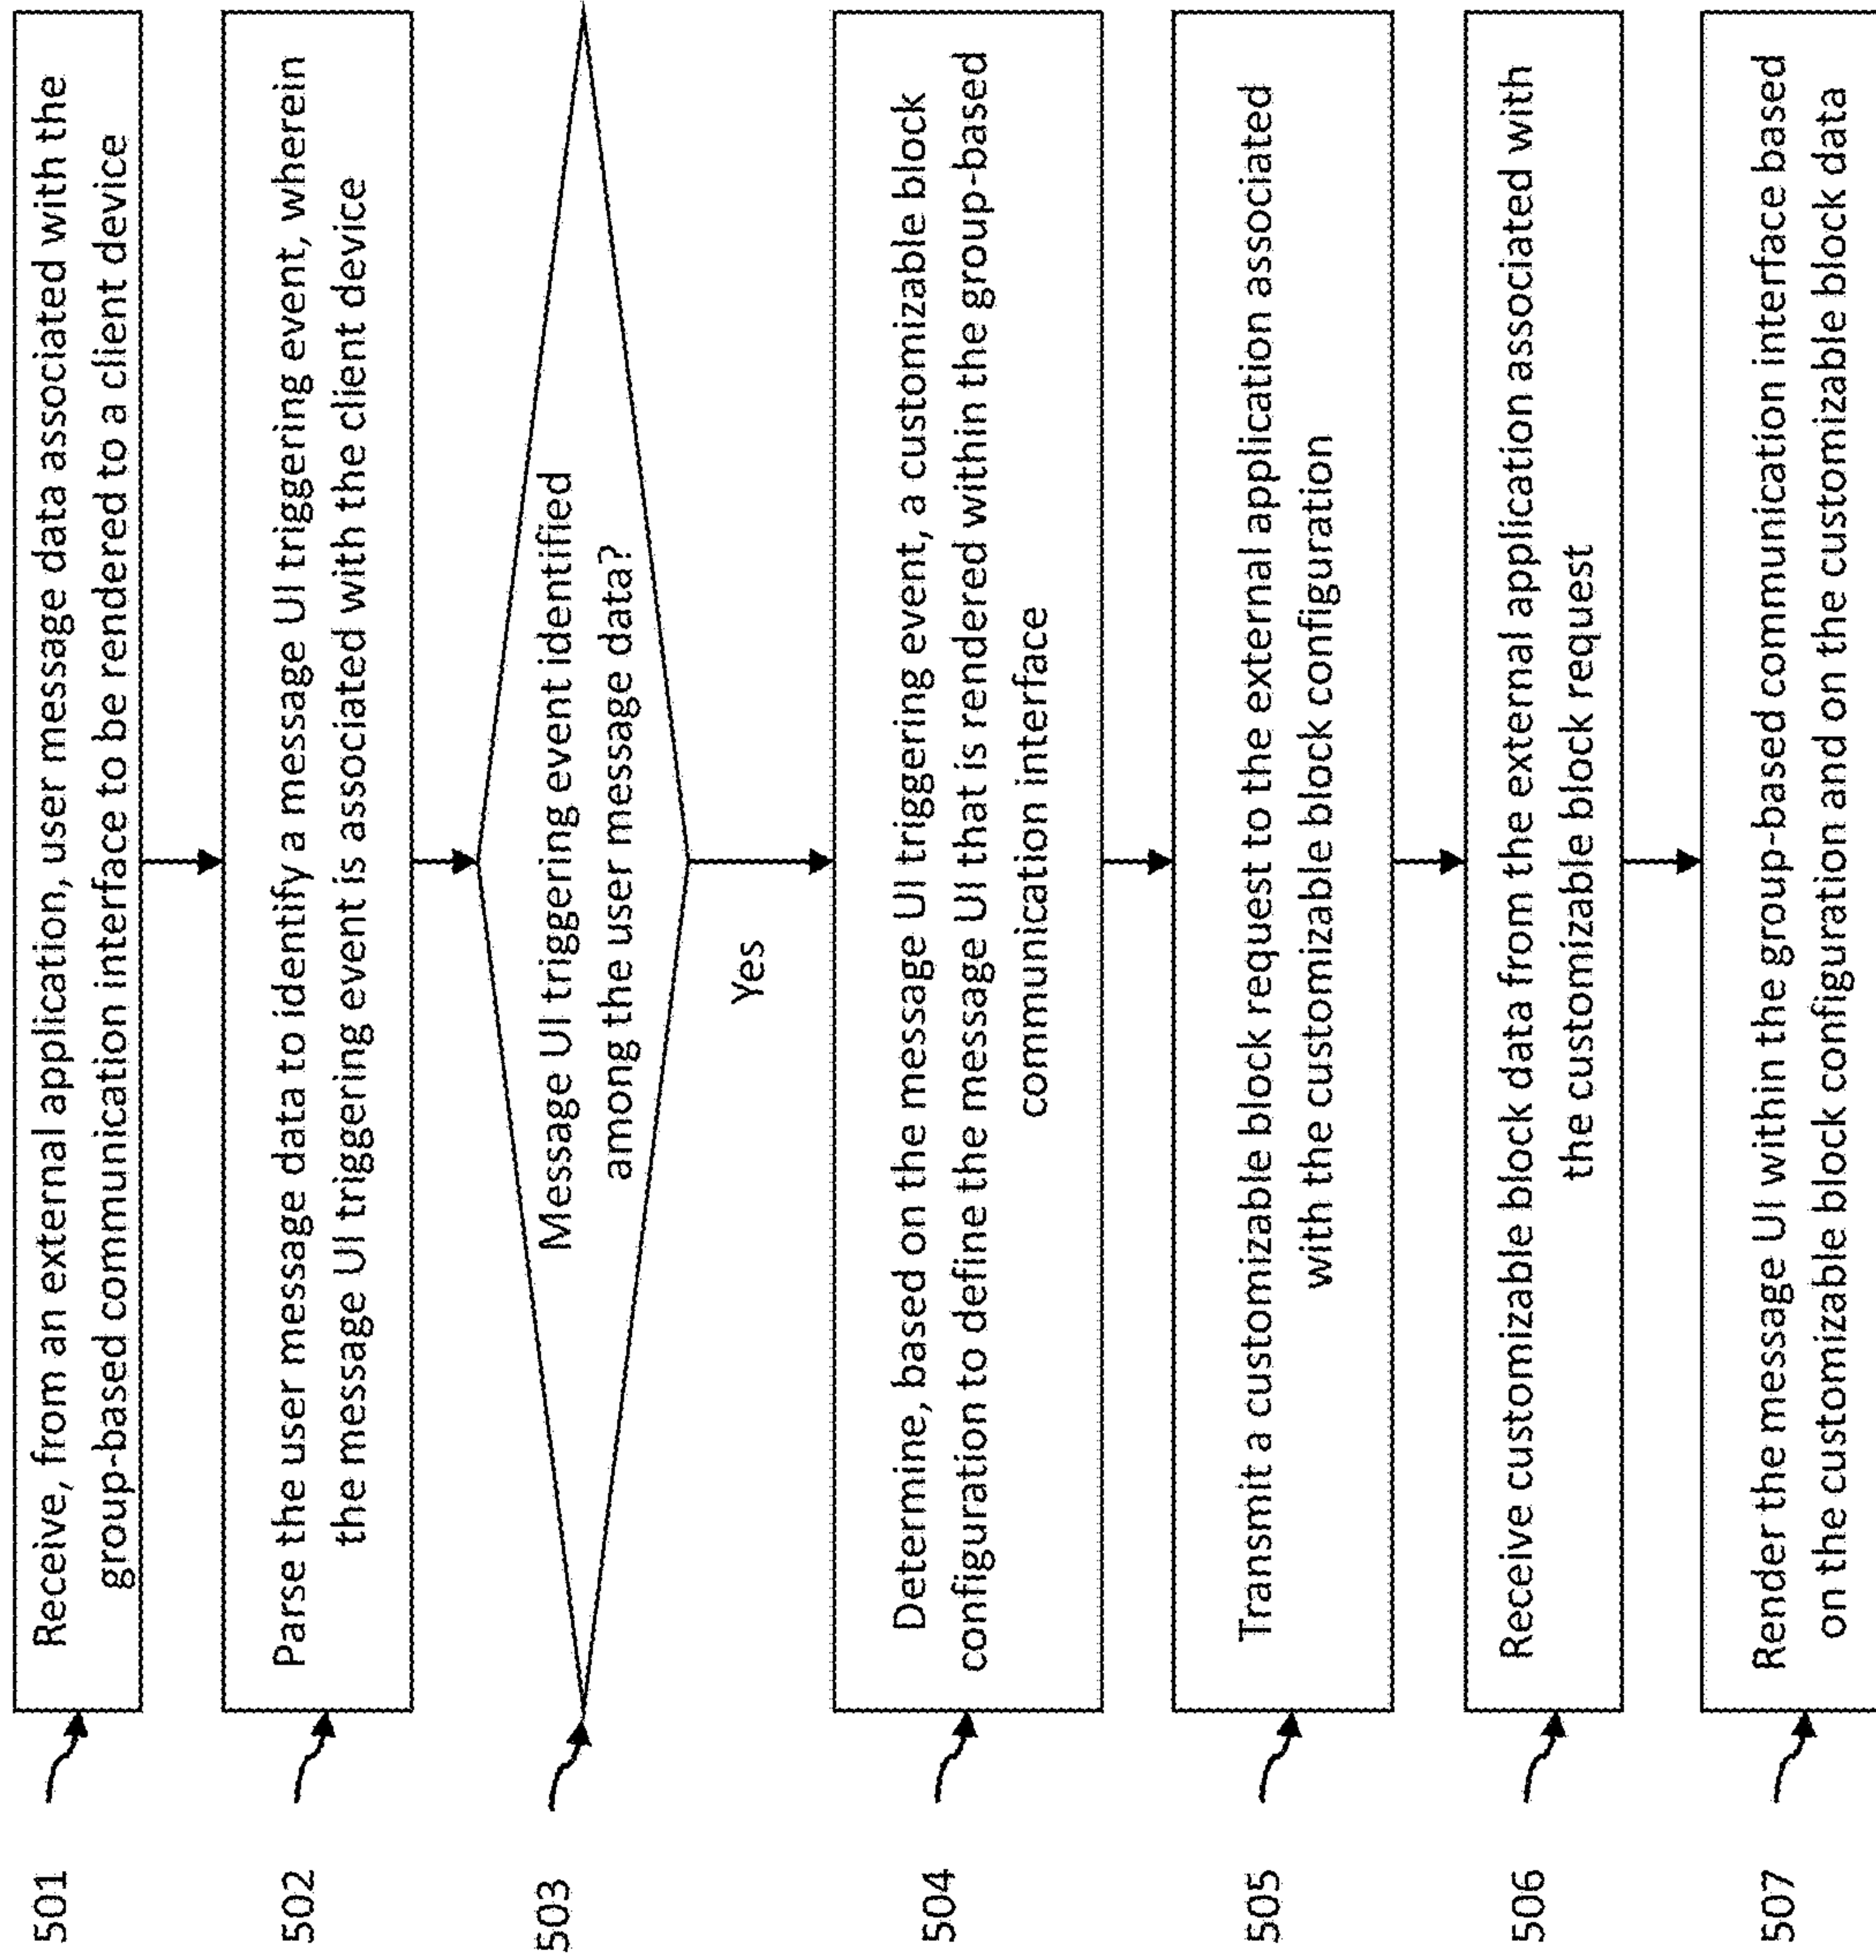 501
Receive, from an external application, user message data associated with the
group-based communication interface to be rendered to a client device
502
Parse the user message data to identify a message UI triggering event, wherein
the message UI triggering event is associated with the client device
503
Message UI triggering event identified
among the user message data?
Yes
504
Determine, based on the message UI triggering event, a customizable block
configuration to define the message UI that is rendered within the group-based
communication interface
505
Transmit a customizable block request to the external application associated
with the customizable block configuration
506
Receive customizable block data from the external application associated with
the customizable block request
507
Render the message UI within the group-based communication interface based
on the customizable block configuration and on the customizable block data